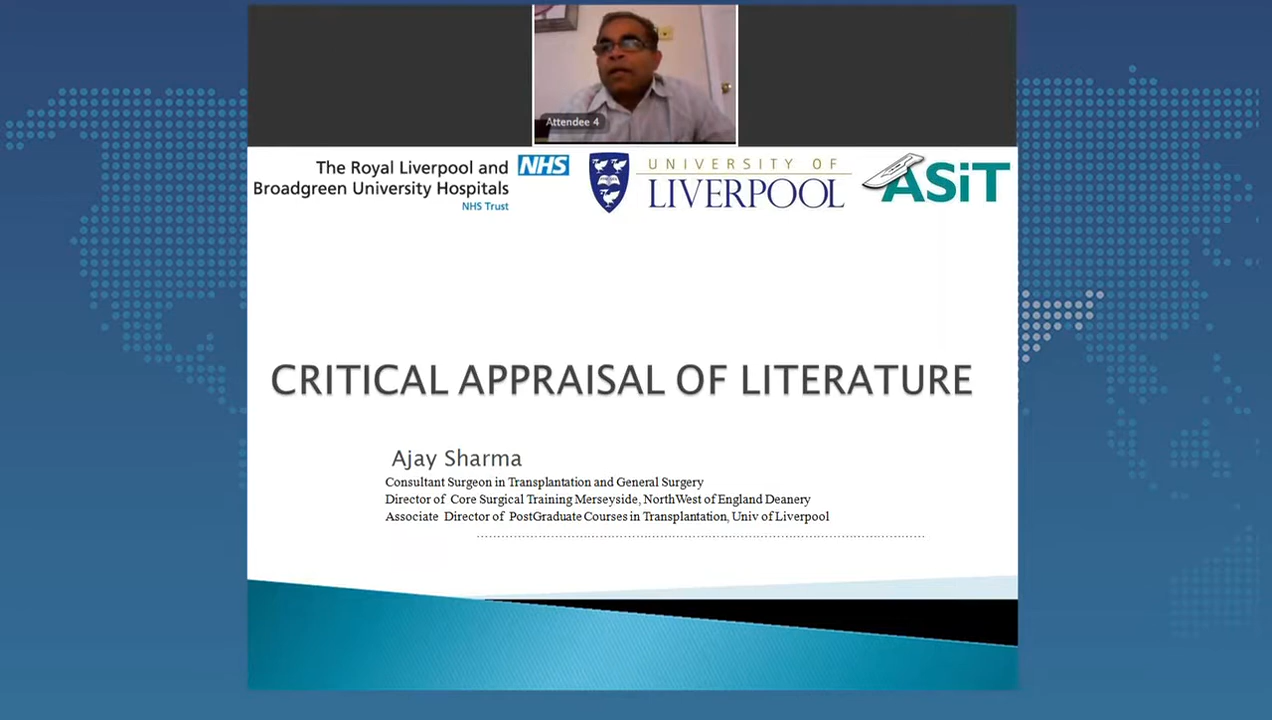 Attendee 4
The Royal Liverpool and
Broadgreen University Hospitals
NHS Trust
NHS
UNIVERSITY OF
LIVERPOOL
ASiT
CRITICAL APPRAISAL OF LITERATURE
Ajay Sharma
Consultant Surgeon in Transplantation and General Surgery
Director of Core Surgical Training Merseyside, NorthWest of England Deanery
Associate Director of PostGraduate Courses in Transplantation, Univ of Liverpool